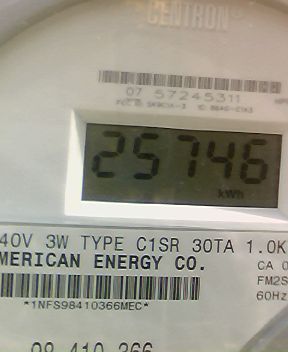 CENTRON
07 57245311
25746
kWh
40V 3W TYPE C1SR 30TA 1.0K
MERICAN ENERGY CO.
CA 0
FM2S
60Hz
*1NFS98410366MEC*
98 410 366